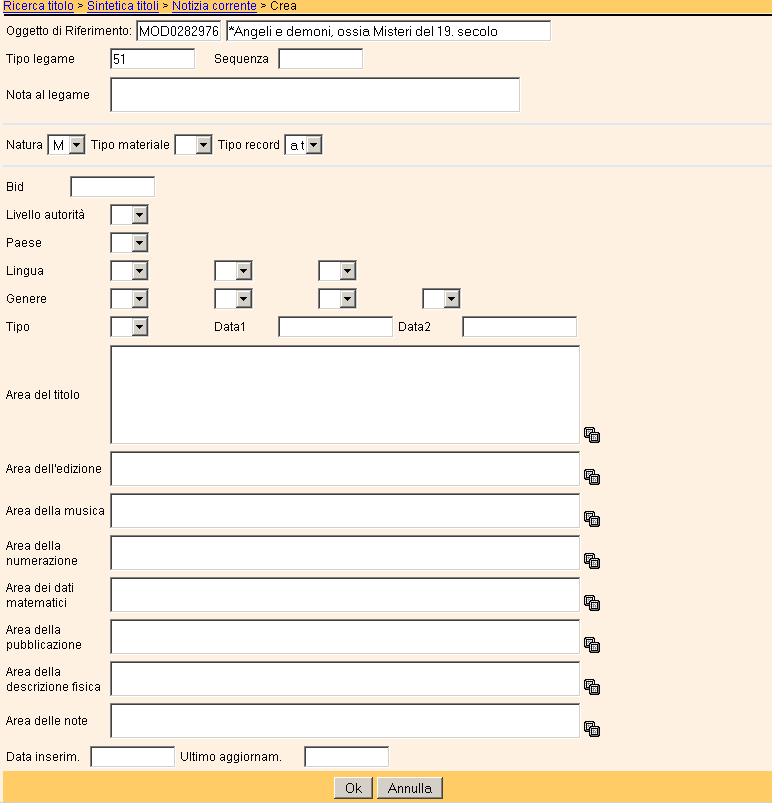 Ricerca titolo > Sintetica titoli > Notizia corrente > Crea
Oggetto di Riferimento: MOD0282976 *Angeli e demoni, ossia Misteri del 19. secolo
Tipo legame 51 Sequenza
Nota al legame
Natura M Tipo materiale Tipo record a t
Bid
Livello autorità
Paese
Lingua
Genere
Tipo Data1 Data2
Area del titolo
Area dell'edizione
Area della musica
Area della
numerazione
Area dei dati
matematici
Area della
pubblicazione
Area della
descrizione fisica
Area delle note
Data inserim. Ultimo aggiornam.
Ok Annulla